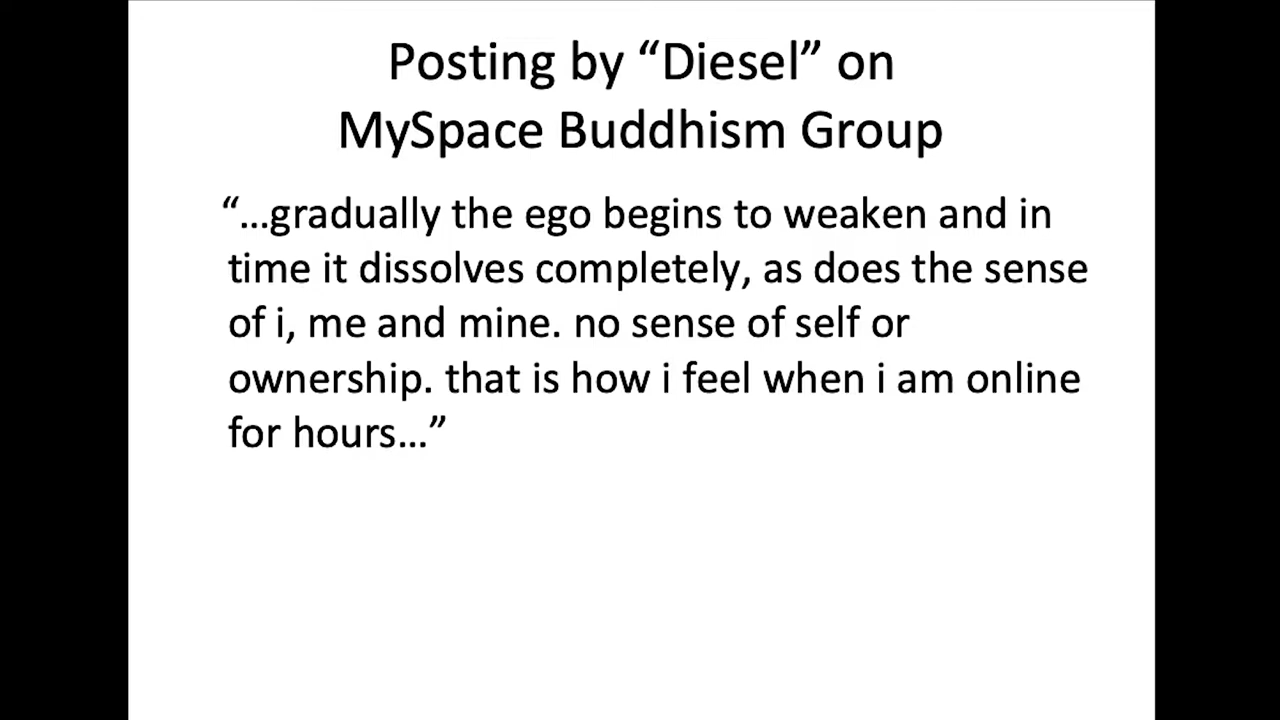 Posting by “Diesel” on
MySpace Buddhism Group
“…gradually the ego begins to weaken and in
time it dissolves completely, as does the sense
of i, me and mine. no sense of self or
ownership. that is how i feel when i am online
for hours…”